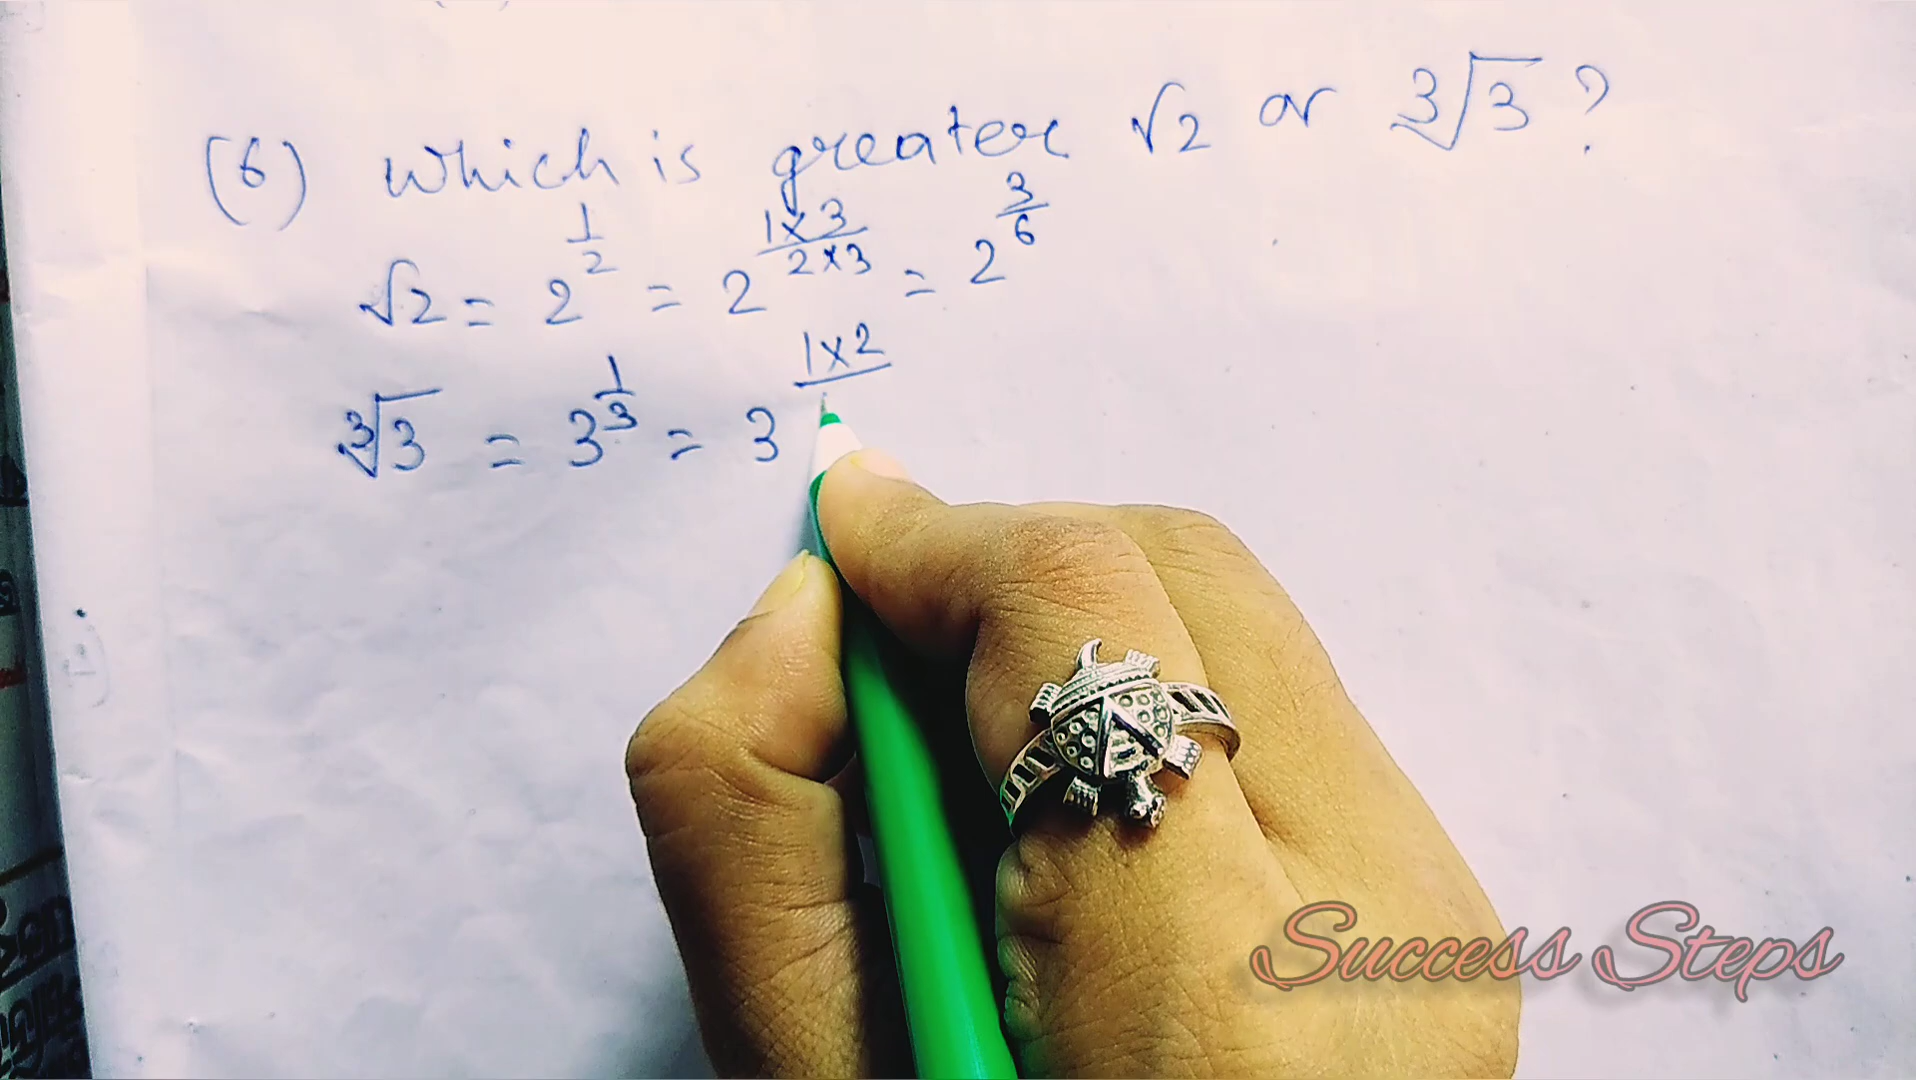 (6) Which is greater √2 or ∛3 ?
√2 = 2^(1/2) = 2^((1×3)/(2×3)) = 2^(3/6)
∛3 = 3^(1/3) = 3^(1×2)/
Success Steps